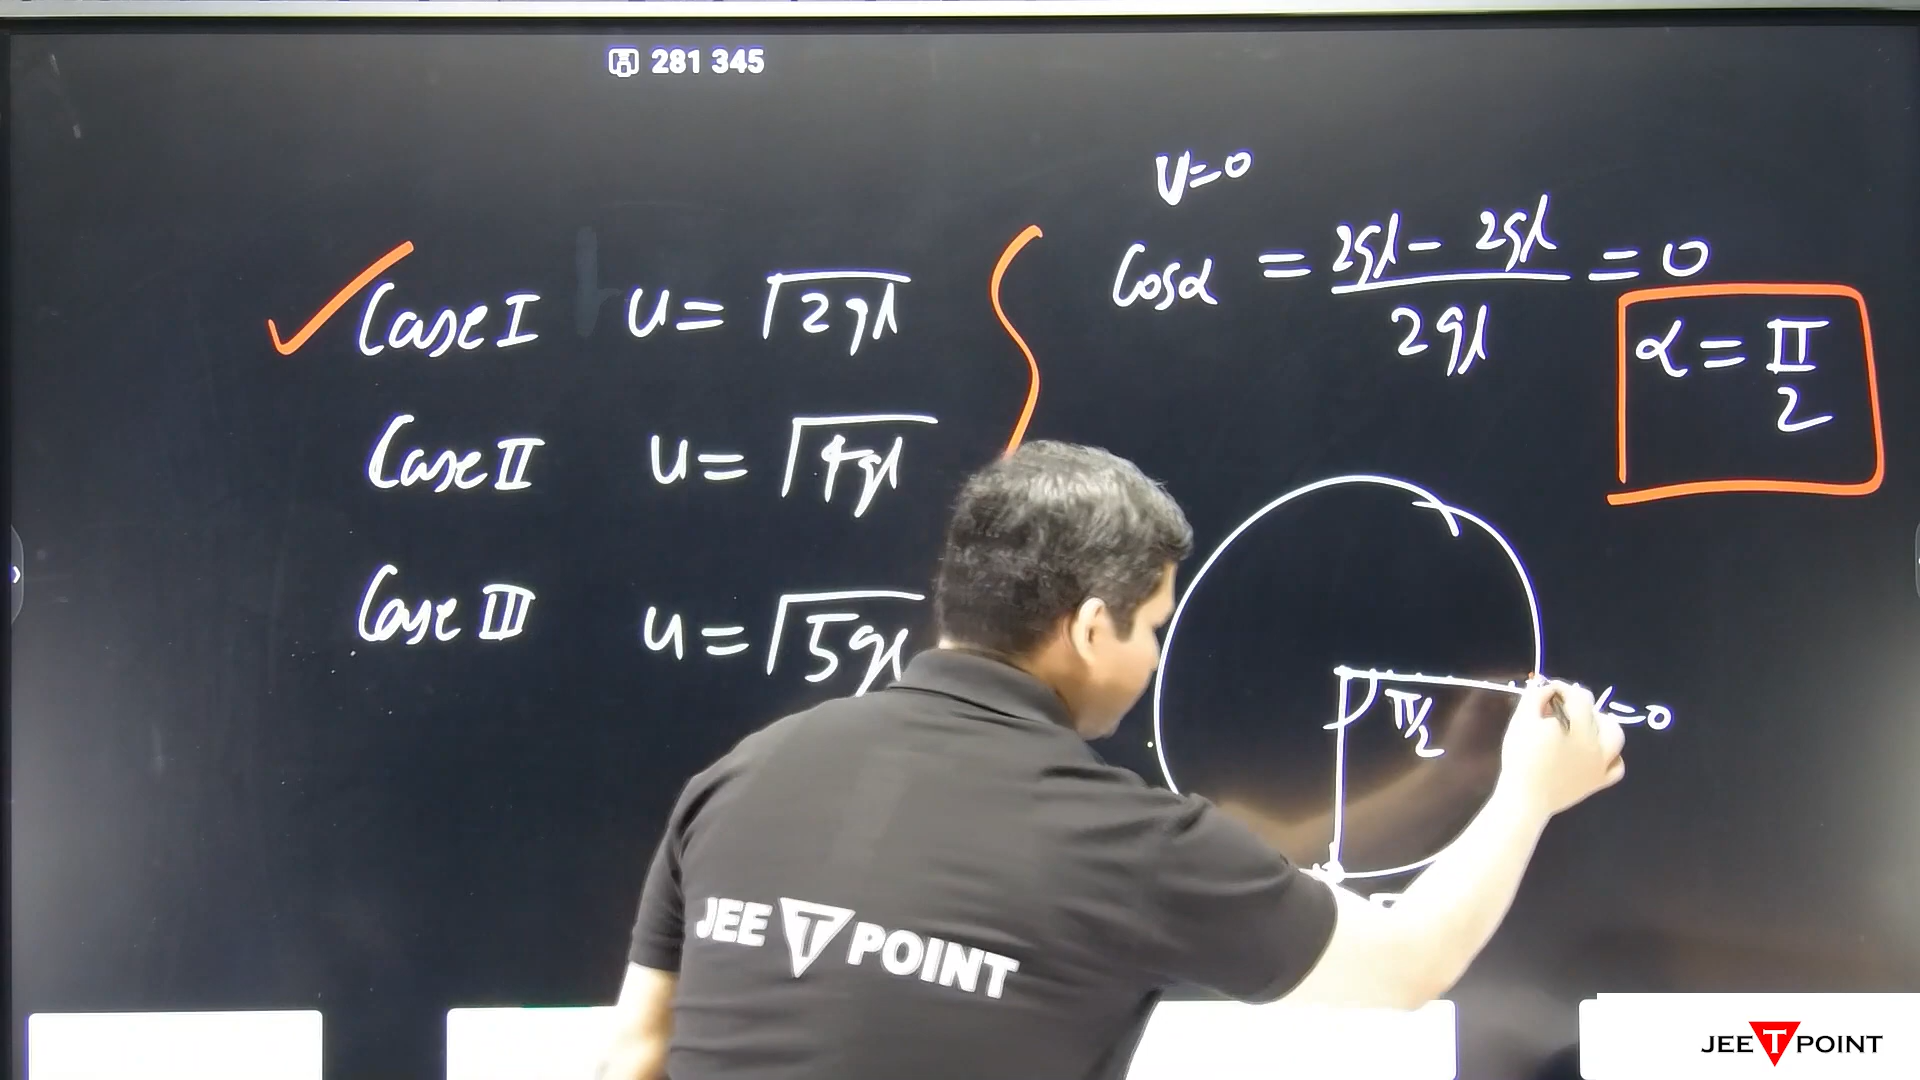 281 345
V=0
Case I u = √2gl
Cosα = 2gl - 2gl / 2gl = 0
α = π/2
Case II u = √4gl
Case III u = √5gl
π/2
=0
JEE T POINT
JEE T POINT